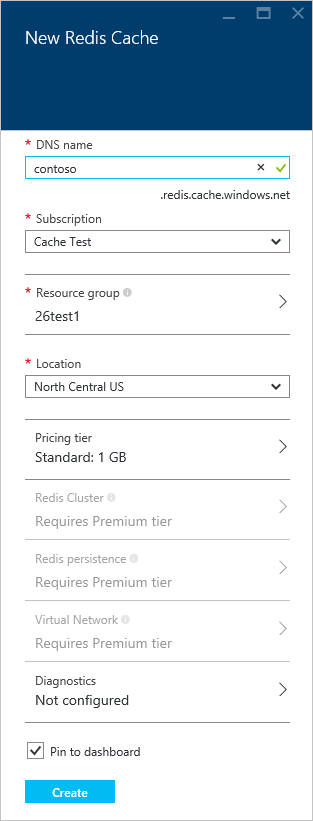 New Redis Cache
* DNS name
contoso
.redis.cache.windows.net
* Subscription
Cache Test
* Resource group
26test1
* Location
North Central US
Pricing tier
Standard: 1 GB
Redis Cluster
Requires Premium tier
Redis persistence
Requires Premium tier
Virtual Network
Requires Premium tier
Diagnostics
Not configured
Pin to dashboard
Create